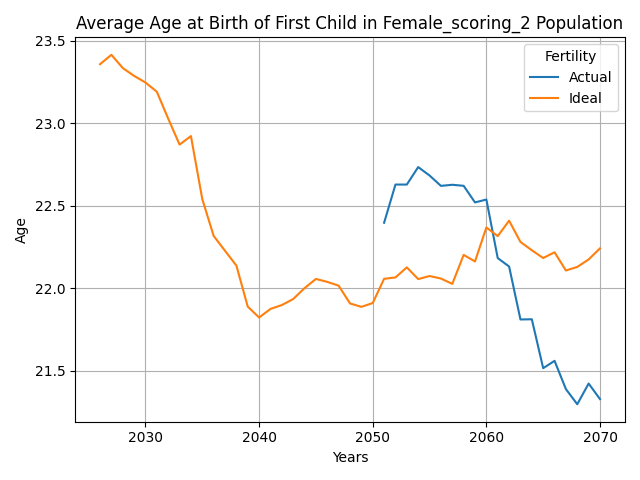 Average Age at Birth of First Child in Female_scoring_2 Population
Fertility
Actual
Ideal
Age
23.5
23.0
22.5
22.0
21.5
2030 2040 2050 2060 2070
Years